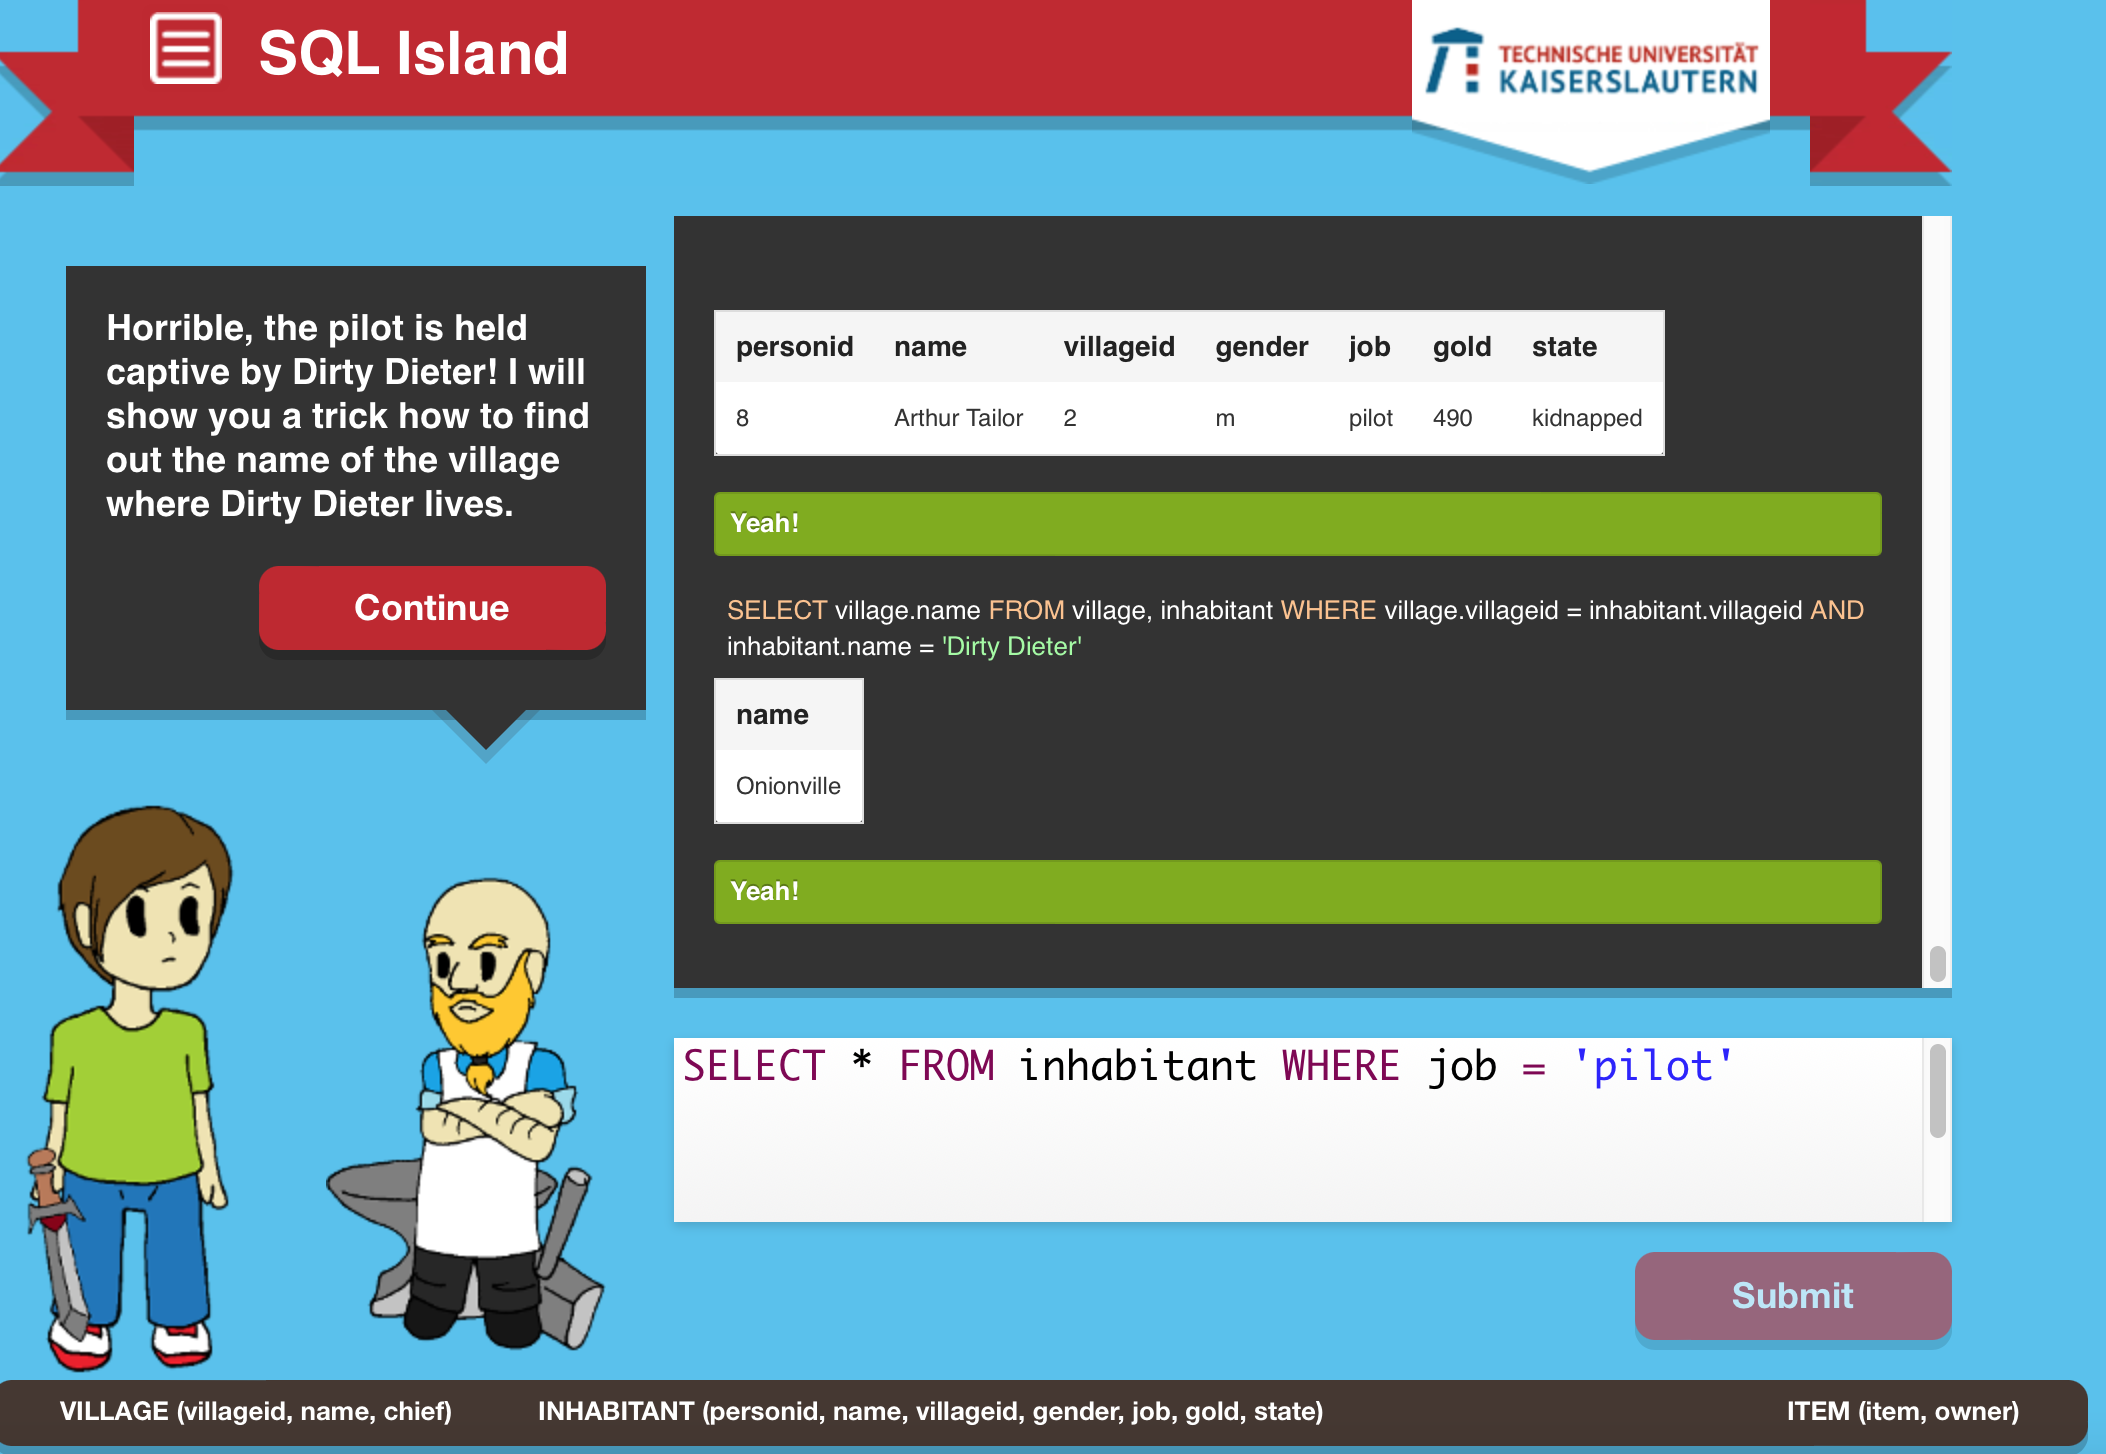 SQL Island
TECHNISCHE UNIVERSITÄT
KAISERSLAUTERN
Horrible, the pilot is held
captive by Dirty Dieter! I will
show you a trick how to find
out the name of the village
where Dirty Dieter lives.
Continue
personid name villageid gender job gold state
8 Arthur Tailor 2 m pilot 490 kidnapped
Yeah!
SELECT village.name FROM village, inhabitant WHERE village.villageid = inhabitant.villageid AND
inhabitant.name = 'Dirty Dieter'
name
Onionville
Yeah!
SELECT * FROM inhabitant WHERE job = 'pilot'
Submit
VILLAGE (villageid, name, chief) INHABITANT (personid, name, villageid, gender, job, gold, state) ITEM (item, owner)